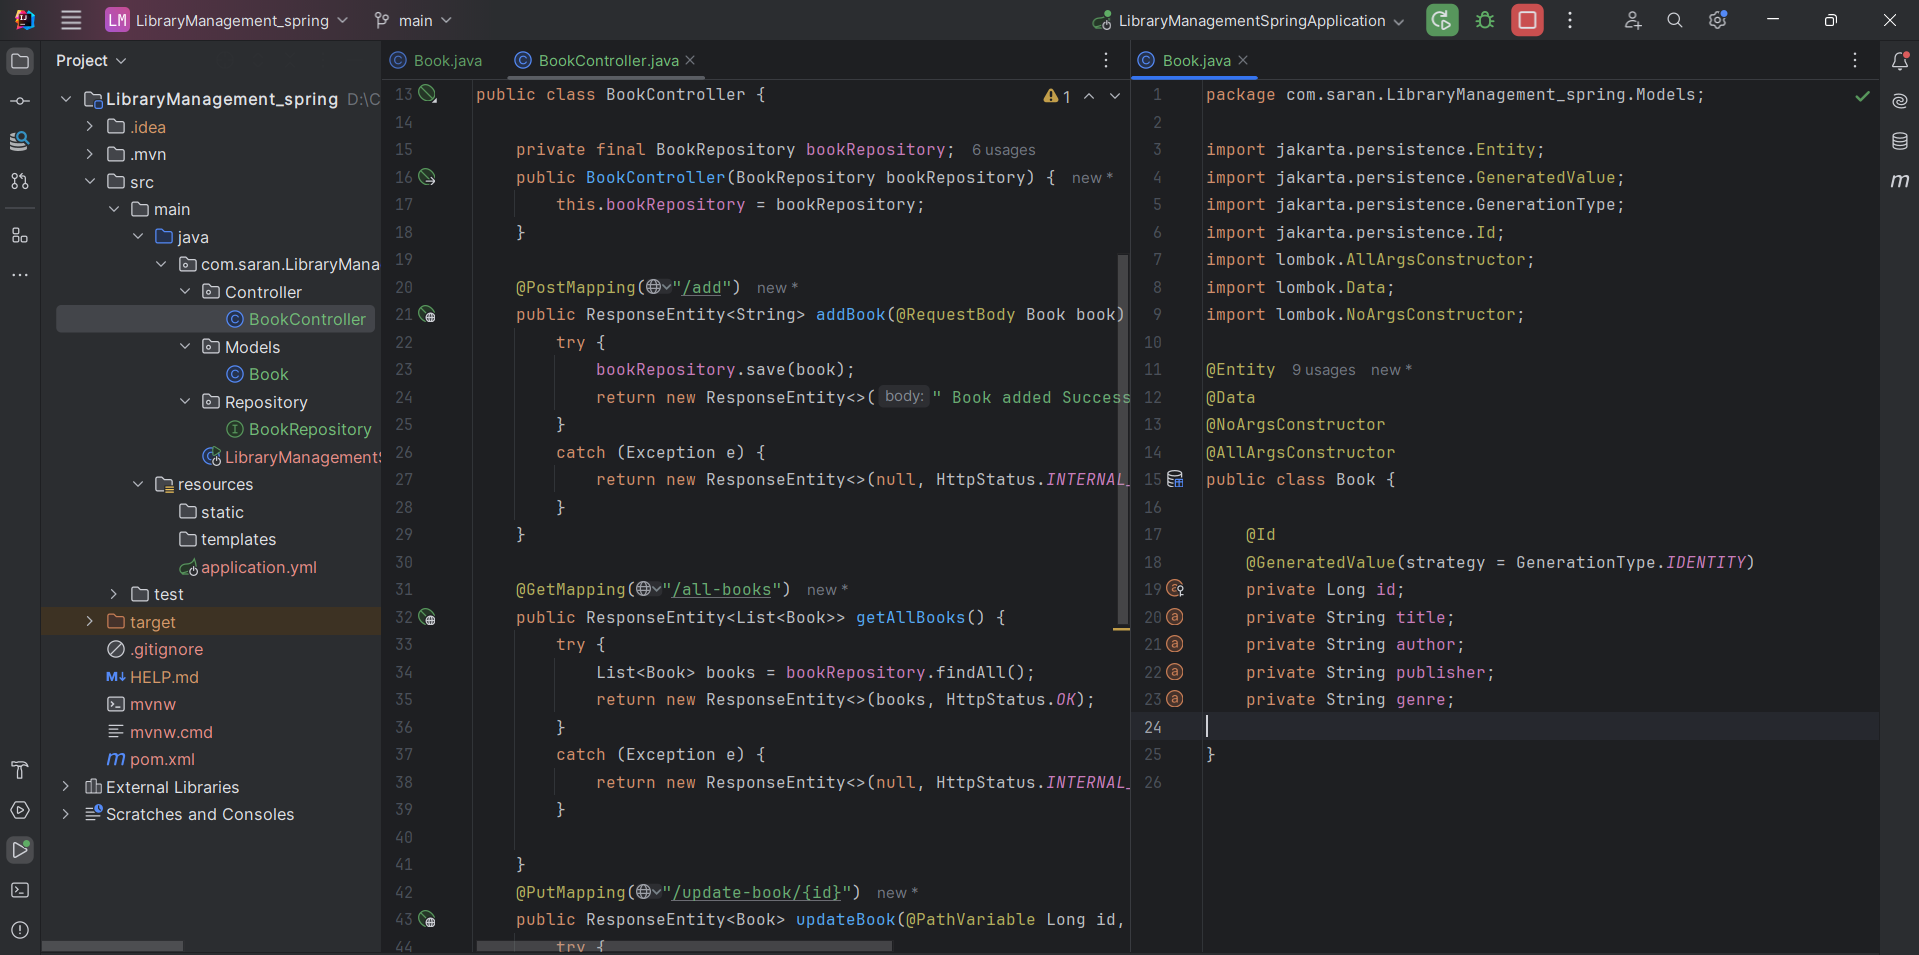 LM LibraryManagement_spring main LibraryManagementSpringApplication
Project
LibraryManagement_spring D:\C
.idea
.mvn
src
main
java
com.saran.LibraryMana
Controller
BookController
Models
Book
Repository
BookRepository
LibraryManagementS
resources
static
templates
application.yml
test
target
.gitignore
M↓ HELP.md
mvnw
mvnw.cmd
m pom.xml
External Libraries
Scratches and Consoles
Book.java BookController.java
13 public class BookController { 1
14
15 private final BookRepository bookRepository; 6 usages
16 public BookController(BookRepository bookRepository) { new *
17 this.bookRepository = bookRepository;
18 }
19
20 @PostMapping("/add") new *
21 public ResponseEntity<String> addBook(@RequestBody Book book)
22 try {
23 bookRepository.save(book);
24 return new ResponseEntity<>( body: " Book added Success
25 }
26 catch (Exception e) {
27 return new ResponseEntity<>(null, HttpStatus.INTERNAL_
28 }
29 }
30
31 @GetMapping("/all-books") new *
32 public ResponseEntity<List<Book>> getAllBooks() {
33 try {
34 List<Book> books = bookRepository.findAll();
35 return new ResponseEntity<>(books, HttpStatus.OK);
36 }
37 catch (Exception e) {
38 return new ResponseEntity<>(null, HttpStatus.INTERNAL_
39 }
40
41 }
42 @PutMapping("/update-book/{id}") new *
43 public ResponseEntity<Book> updateBook(@PathVariable Long id,
44 try {
Book.java
1 package com.saran.LibraryManagement_spring.Models;
2
3 import jakarta.persistence.Entity;
4 import jakarta.persistence.GeneratedValue;
5 import jakarta.persistence.GenerationType;
6 import jakarta.persistence.Id;
7 import lombok.AllArgsConstructor;
8 import lombok.Data;
9 import lombok.NoArgsConstructor;
10
11 @Entity 9 usages new *
12 @Data
13 @NoArgsConstructor
14 @AllArgsConstructor
15 public class Book {
16
17 @Id
18 @GeneratedValue(strategy = GenerationType.IDENTITY)
19 private Long id;
20 private String title;
21 private String author;
22 private String publisher;
23 private String genre;
24
25 }
26
m